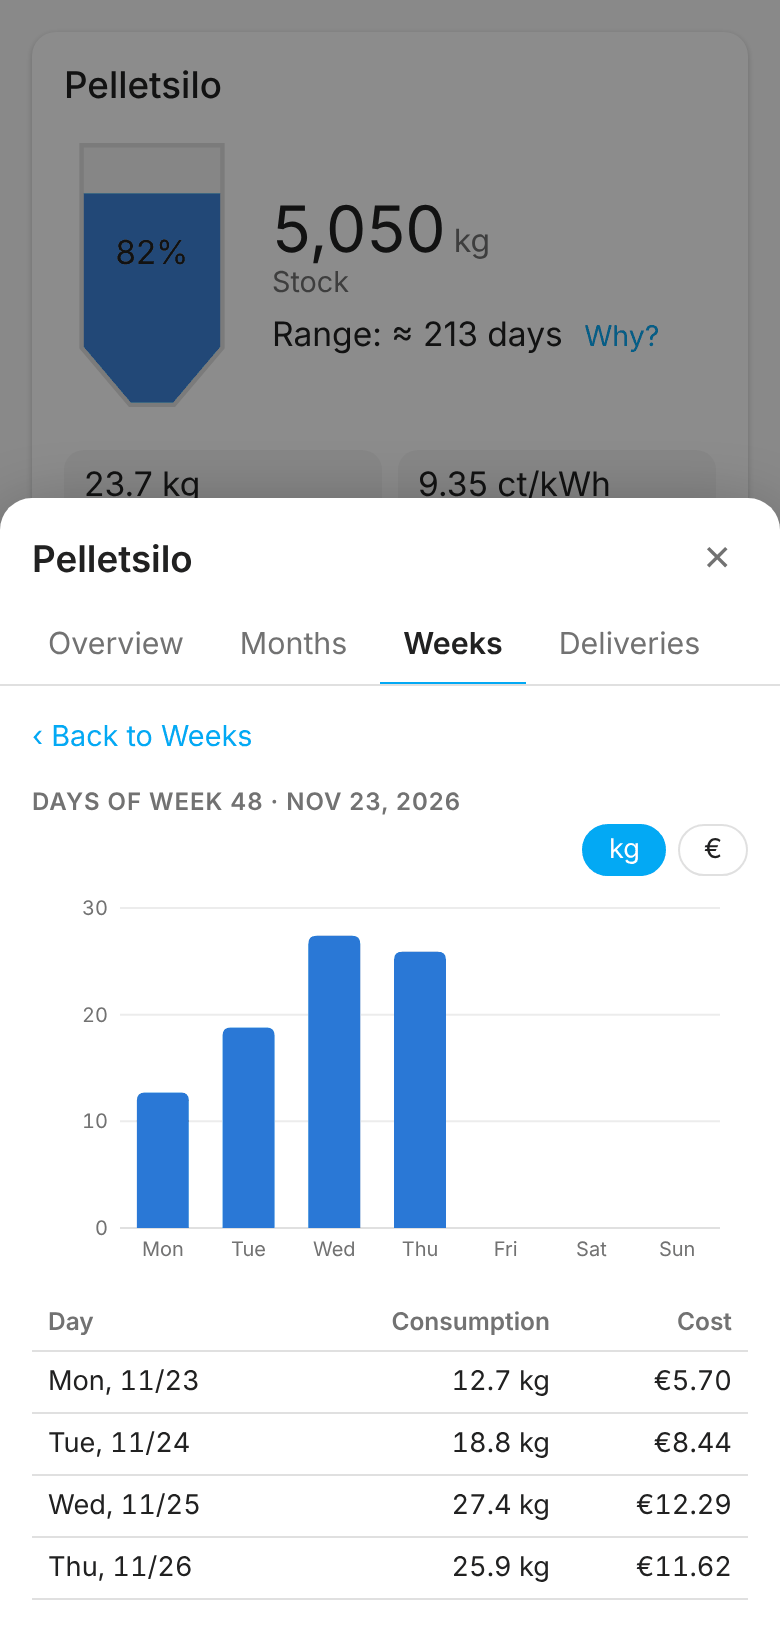 Pelletsilo
82%
5,050 kg
Stock
Range: ≈ 213 days Why?
23.7 kg 9.35 ct/kWh
Pelletsilo ✕
Overview Months Weeks Deliveries
‹ Back to Weeks
DAYS OF WEEK 48 · NOV 23, 2026
kg €
30
20
10
0
Mon Tue Wed Thu Fri Sat Sun
Day Consumption Cost
Mon, 11/23 12.7 kg €5.70
Tue, 11/24 18.8 kg €8.44
Wed, 11/25 27.4 kg €12.29
Thu, 11/26 25.9 kg €11.62